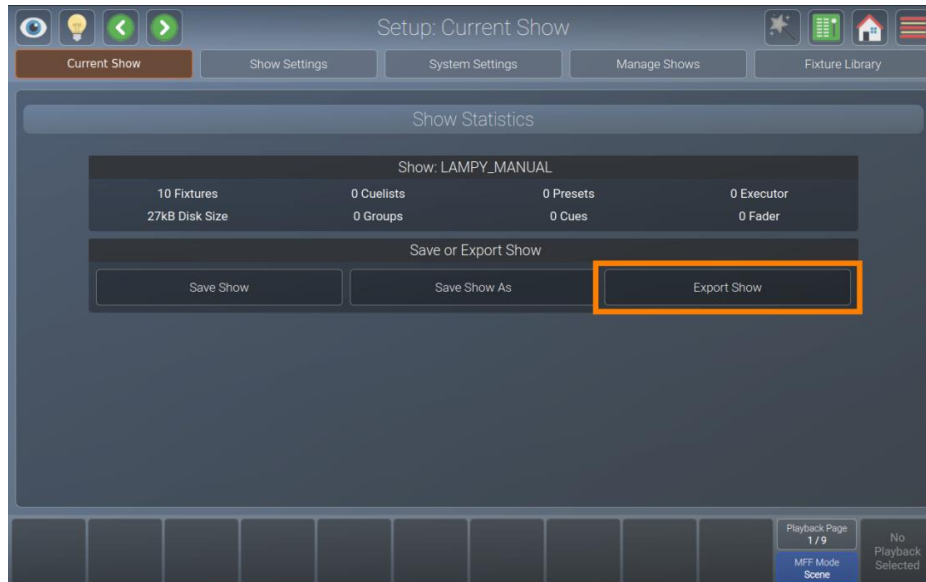 Setup: Current Show
Current Show
Show Settings
System Settings
Manage Shows
Fixture Library
Show Statistics
Show: LAMPY_MANUAL
10 Fixtures
0 Cuelists
0 Presets
0 Executor
27kB Disk Size
0 Groups
0 Cues
0 Fader
Save or Export Show
Save Show
Save Show As
Export Show
Playback Page
1 / 9
MFF Mode
Scene
No
Playback
Selected